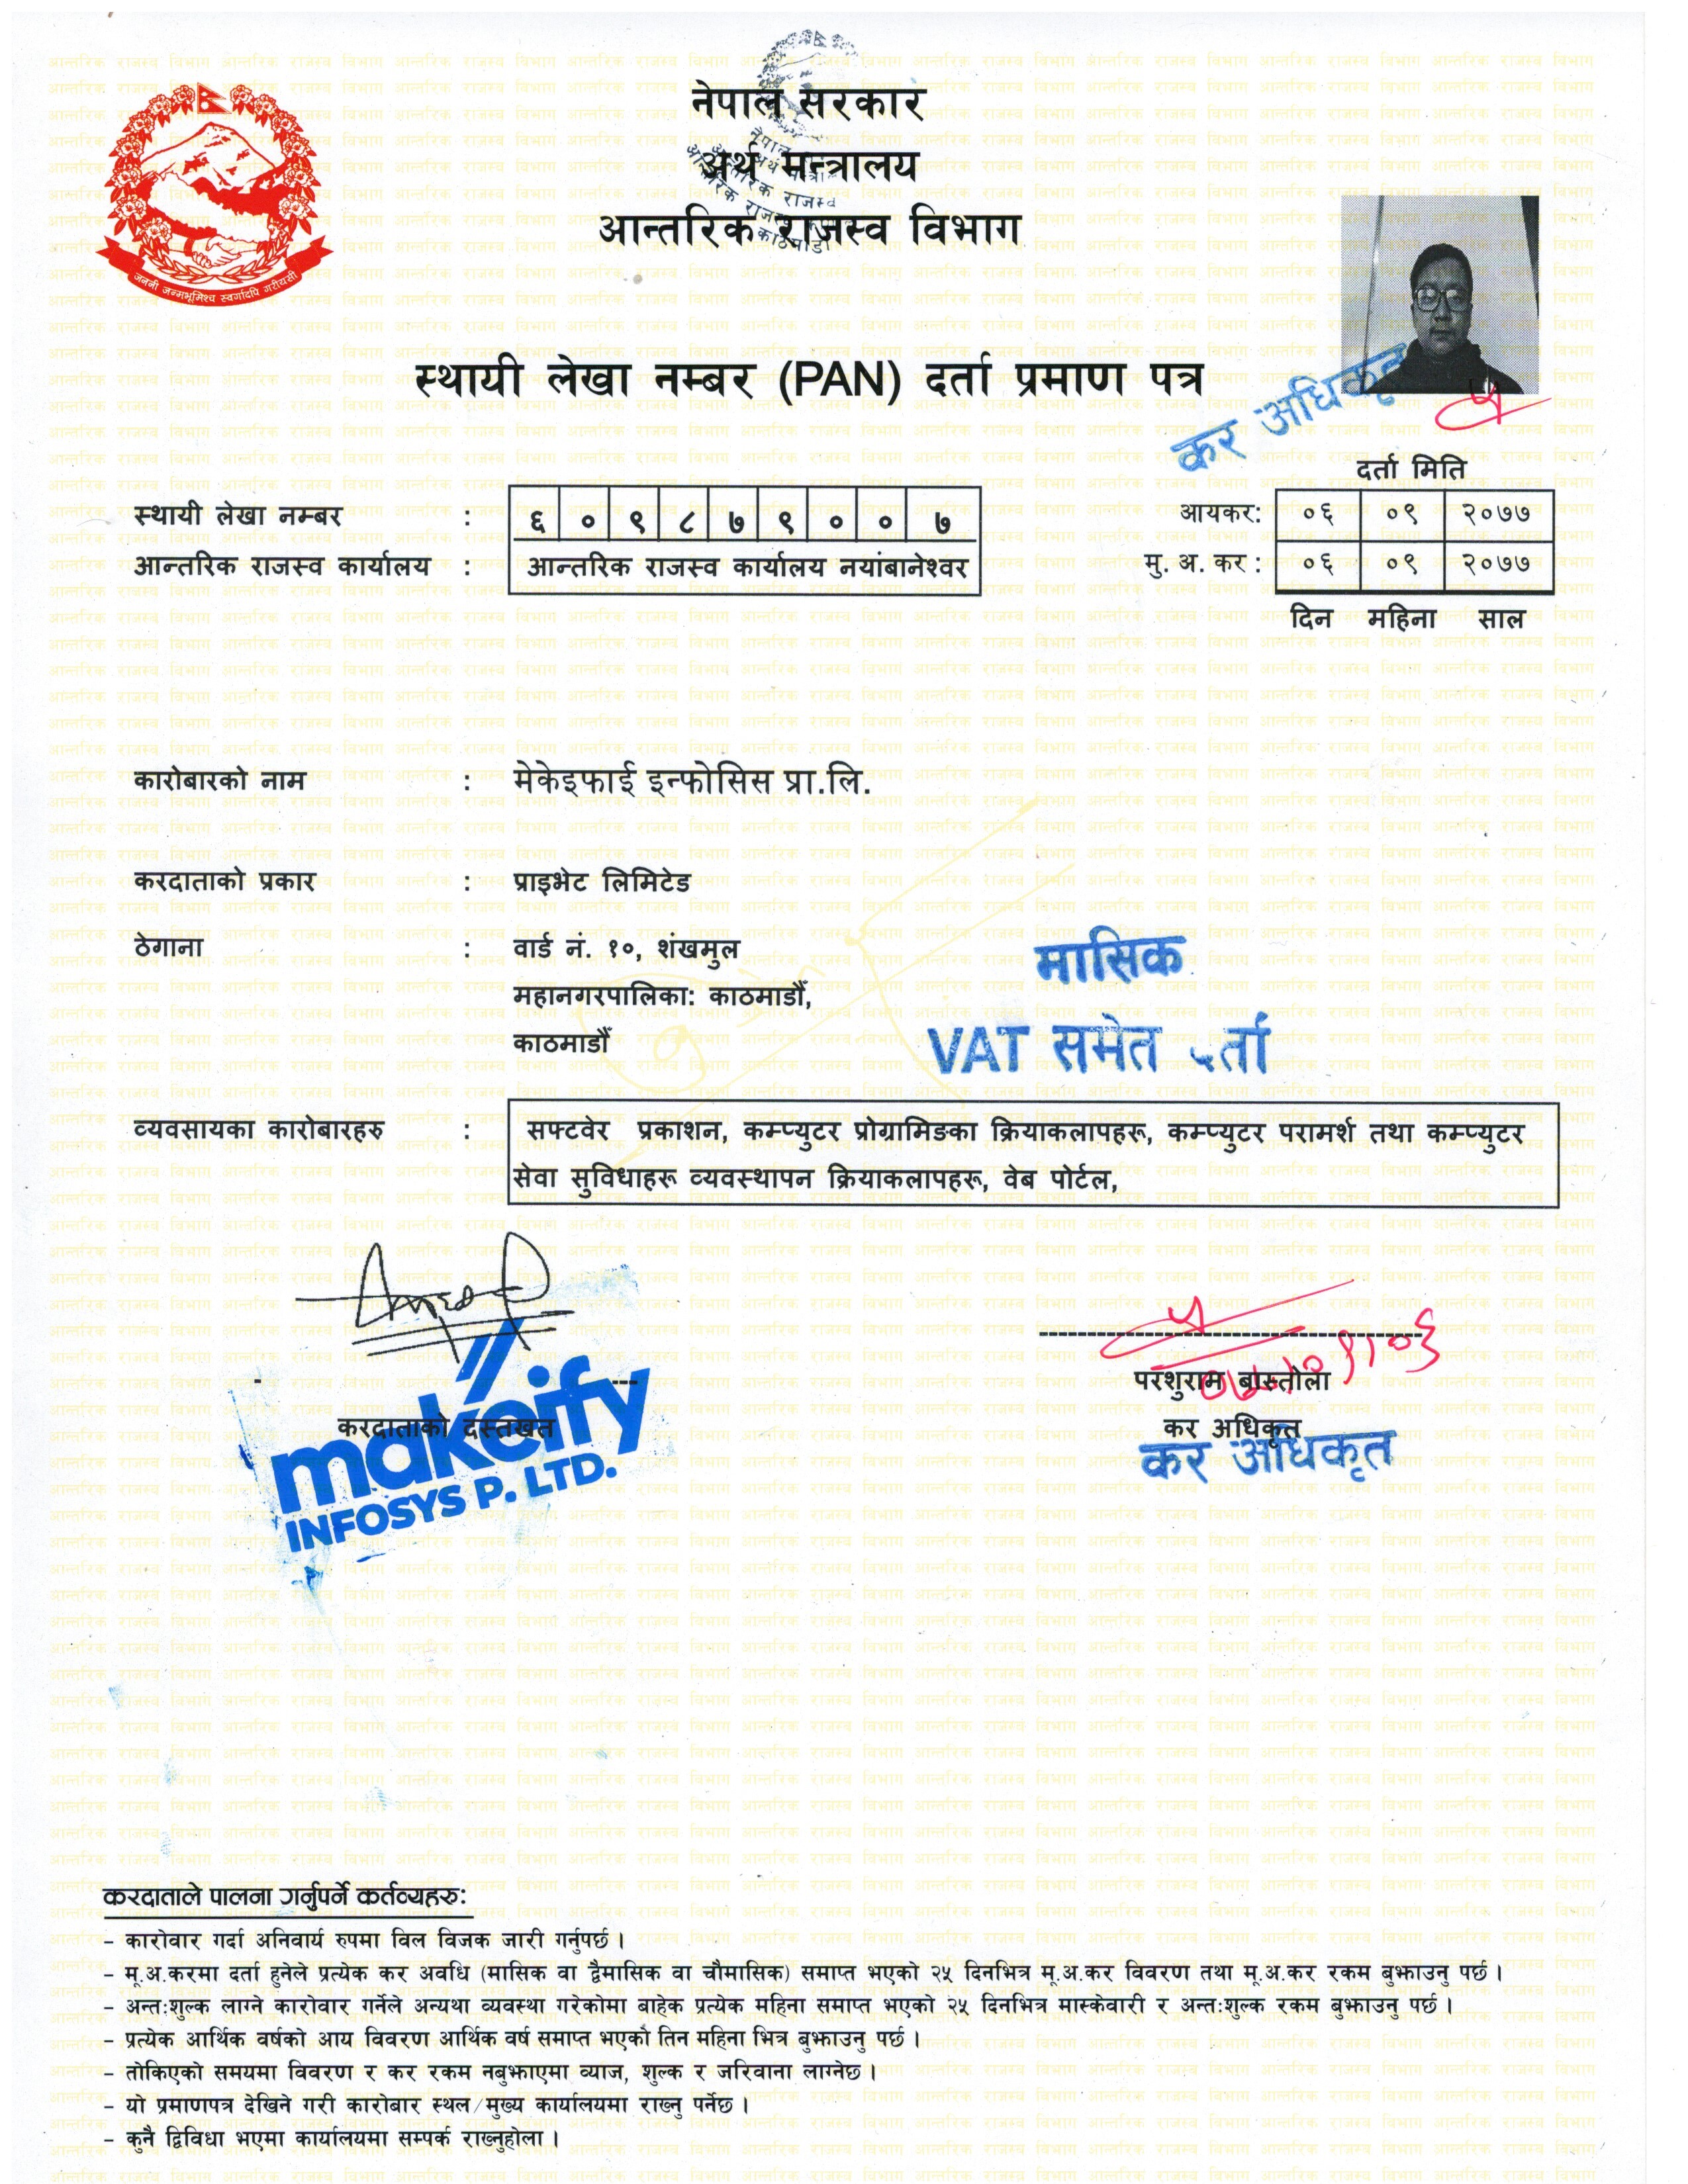 नेपाल सरकार
अर्थ मन्त्रालय
आन्तरिक राजस्व विभाग
जननी जन्मभूमिश्च स्वर्गादपि गरीयसी
स्थायी लेखा नम्बर (PAN) दर्ता प्रमाण पत्र
कर अधिकृत
दर्ता मिति
स्थायी लेखा नम्बर : ६ ० ९ ८ ७ ९ ० ० ७
आयकर: ०६ ०९ २०७७
आन्तरिक राजस्व कार्यालय : आन्तरिक राजस्व कार्यालय नयांबानेश्वर
मु. अ. कर : ०६ ०९ २०७७
दिन महिना साल
कारोबारको नाम : मेकेइफाई इन्फोसिस प्रा.लि.
करदाताको प्रकार : प्राइभेट लिमिटेड
ठेगाना : वार्ड नं. १०, शंखमुल
महानगरपालिका: काठमाडौं,
काठमाडौं
मासिक
VAT समेत दर्ता
व्यवसायका कारोबारहरु : सफ्टवेर प्रकाशन, कम्प्युटर प्रोग्रामिङका क्रियाकलापहरू, कम्प्युटर परामर्श तथा कम्प्युटर
सेवा सुविधाहरू व्यवस्थापन क्रियाकलापहरू, वेब पोर्टल,
करदाताको दस्तखत
makeify
INFOSYS P. LTD.
परशुराम बास्तोला
कर अधिकृत
कर अधिकृत
करदाताले पालना गर्नुपर्ने कर्तव्यहरु:
– कारोवार गर्दा अनिवार्य रुपमा विल विजक जारी गर्नुपर्छ ।
– मू.अ.करमा दर्ता हुनेले प्रत्येक कर अवधि (मासिक वा द्वैमासिक वा चौमासिक) समाप्त भएको २५ दिनभित्र मू.अ.कर विवरण तथा मू.अ.कर रकम बुझाउनु पर्छ ।
– अन्तःशुल्क लाग्ने कारोवार गर्नेले अन्यथा व्यवस्था गरेकोमा बाहेक प्रत्येक महिना समाप्त भएको २५ दिनभित्र मास्केवारी र अन्तःशुल्क रकम बुझाउनु पर्छ ।
– प्रत्येक आर्थिक वर्षको आय विवरण आर्थिक वर्ष समाप्त भएको तिन महिना भित्र बुझाउनु पर्छ ।
– तोकिएको समयमा विवरण र कर रकम नबुझाएमा व्याज, शुल्क र जरिवाना लाग्नेछ ।
– यो प्रमाणपत्र देखिने गरी कारोबार स्थल/मुख्य कार्यालयमा राख्नु पर्नेछ ।
– कुनै द्विविधा भएमा कार्यालयमा सम्पर्क राख्नुहोला ।